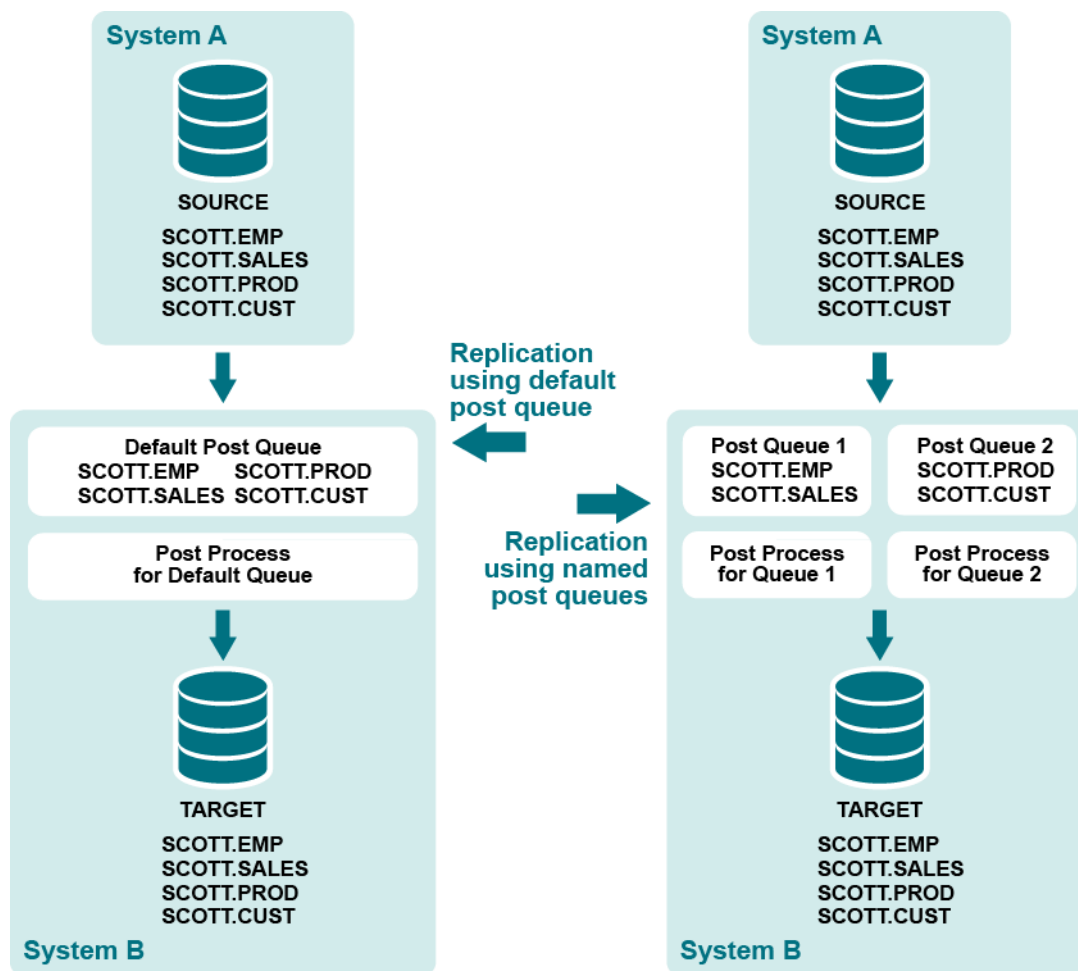 System A
SOURCE
SCOTT.EMP
SCOTT.SALES
SCOTT.PROD
SCOTT.CUST
Default Post Queue
SCOTT.EMP SCOTT.PROD
SCOTT.SALES SCOTT.CUST
Post Process
for Default Queue
TARGET
SCOTT.EMP
SCOTT.SALES
SCOTT.PROD
SCOTT.CUST
System B
Replication
using default
post queue
Replication
using named
post queues
System A
SOURCE
SCOTT.EMP
SCOTT.SALES
SCOTT.PROD
SCOTT.CUST
Post Queue 1
SCOTT.EMP
SCOTT.SALES
Post Queue 2
SCOTT.PROD
SCOTT.CUST
Post Process
for Queue 1
Post Process
for Queue 2
TARGET
SCOTT.EMP
SCOTT.SALES
SCOTT.PROD
SCOTT.CUST
System B